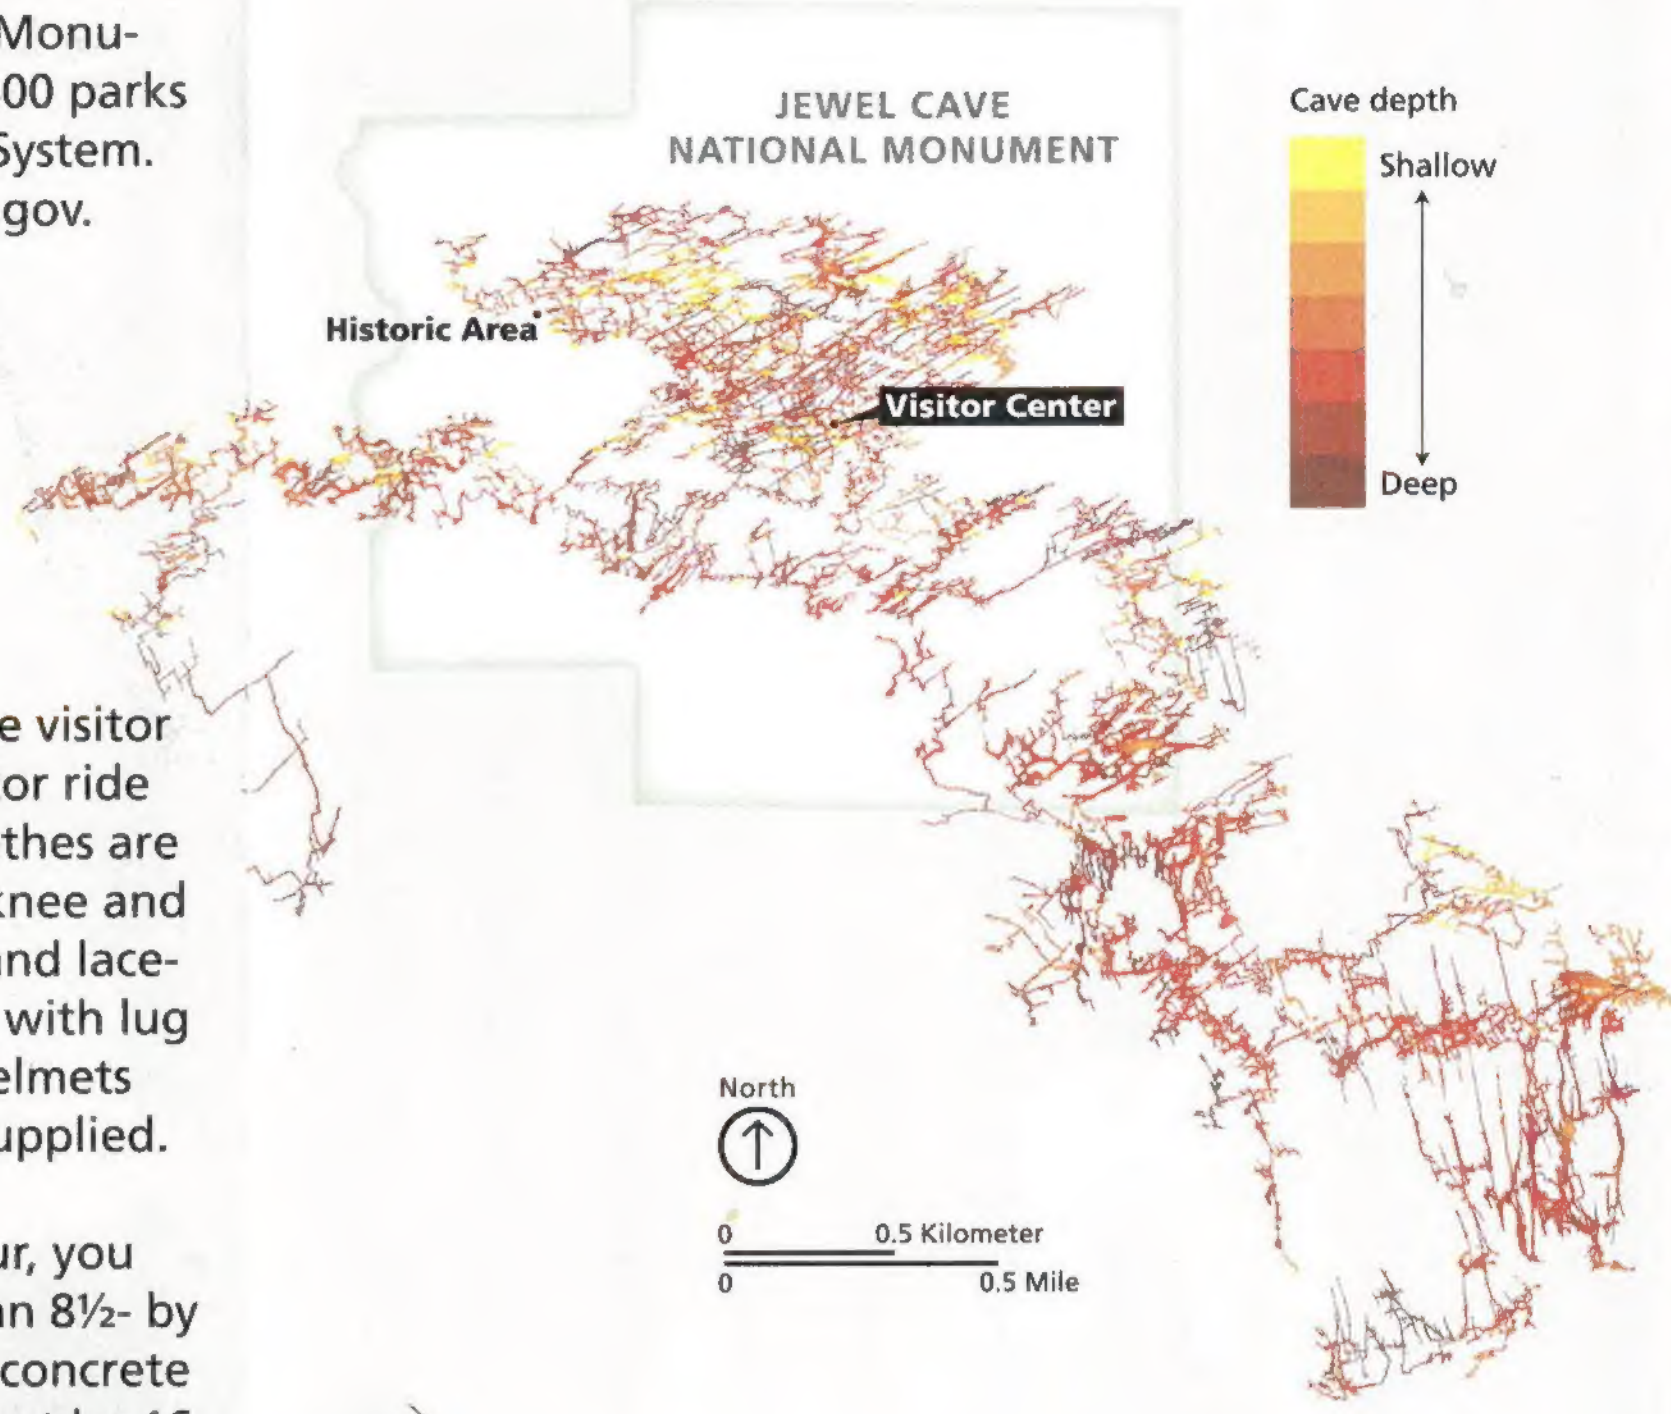 Monu-
00 parks
System.
gov.
e visitor
or ride
thes are
knee and
and lace-
with lug
elmets
upplied.
ur, you
an 8½- by
concrete
JEWEL CAVE
NATIONAL MONUMENT
Historic Area
Visitor Center
Cave depth
Shallow
Deep
North
0 0.5 Kilometer
0 0.5 Mile